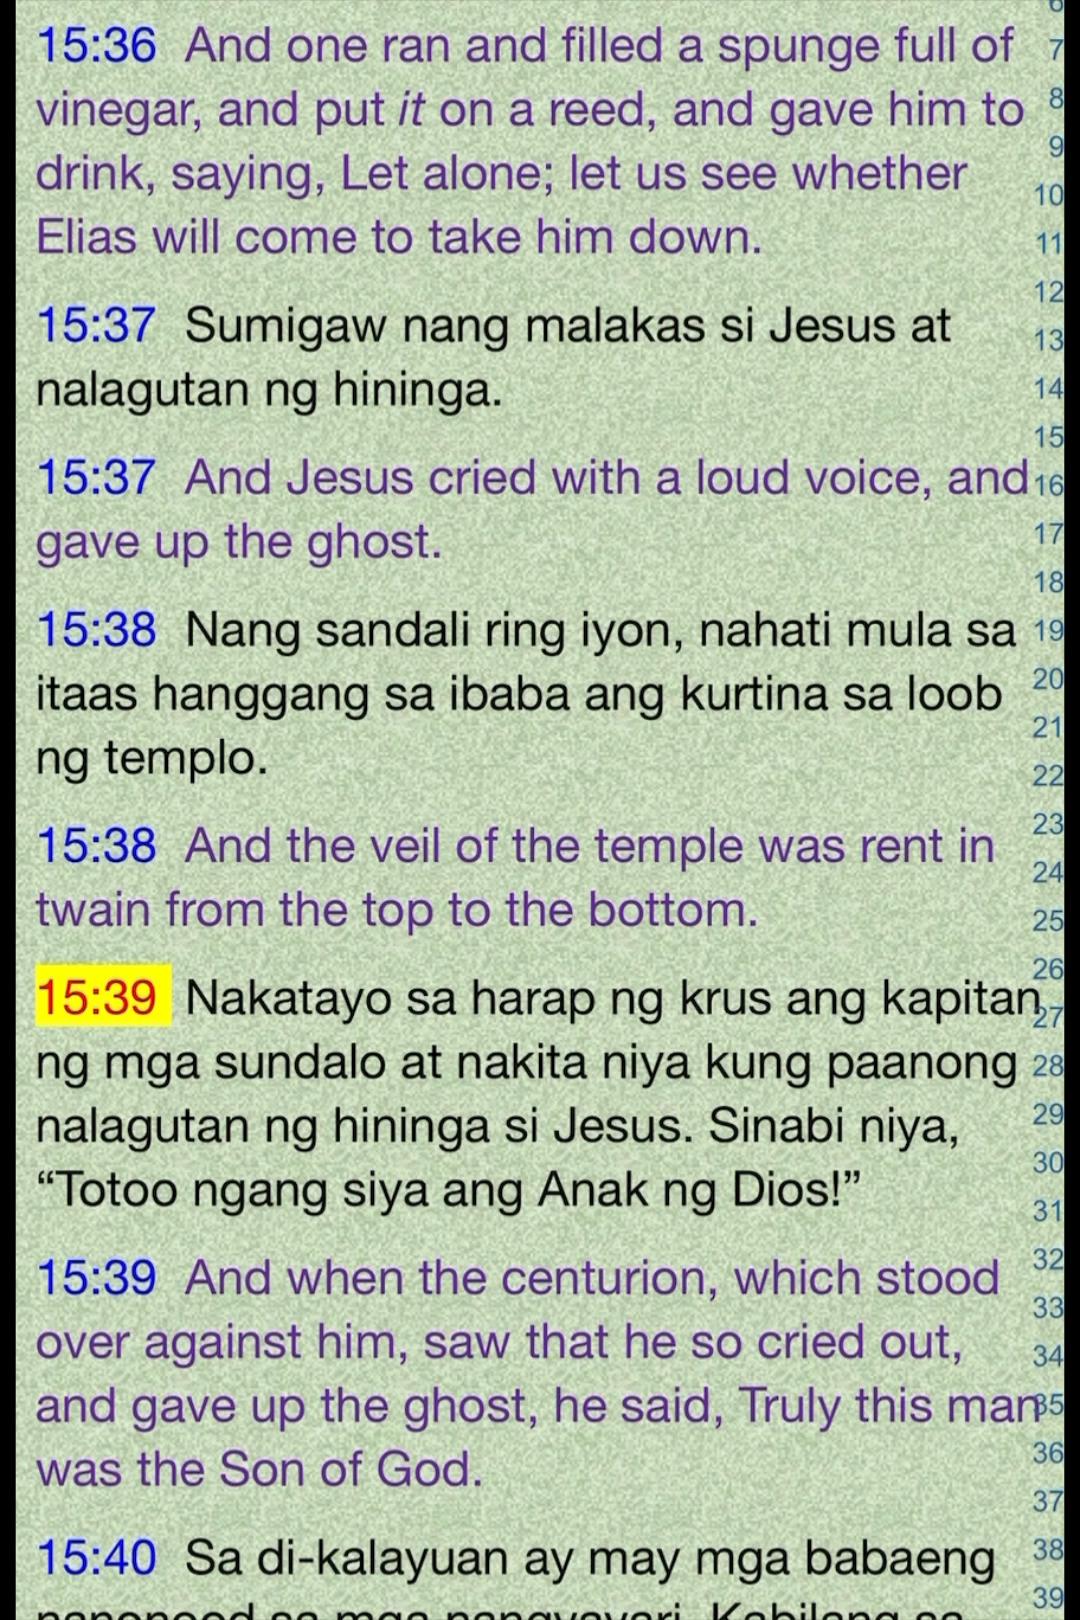 15:36 And one ran and filled a spunge full of
vinegar, and put it on a reed, and gave him to
drink, saying, Let alone; let us see whether
Elias will come to take him down.
15:37 Sumigaw nang malakas si Jesus at
nalagutan ng hininga.
15:37 And Jesus cried with a loud voice, and
gave up the ghost.
15:38 Nang sandali ring iyon, nahati mula sa
itaas hanggang sa ibaba ang kurtina sa loob
ng templo.
15:38 And the veil of the temple was rent in
twain from the top to the bottom.
15:39 Nakatayo sa harap ng krus ang kapitan
ng mga sundalo at nakita niya kung paanong
nalagutan ng hininga si Jesus. Sinabi niya,
“Totoo ngang siya ang Anak ng Dios!”
15:39 And when the centurion, which stood
over against him, saw that he so cried out,
and gave up the ghost, he said, Truly this man
was the Son of God.
15:40 Sa di-kalayuan ay may mga babaeng
6
7
8
9
10
11
12
13
14
15
16
17
18
19
20
21
22
23
24
25
26
27
28
29
30
31
32
33
34
35
36
37
38
39